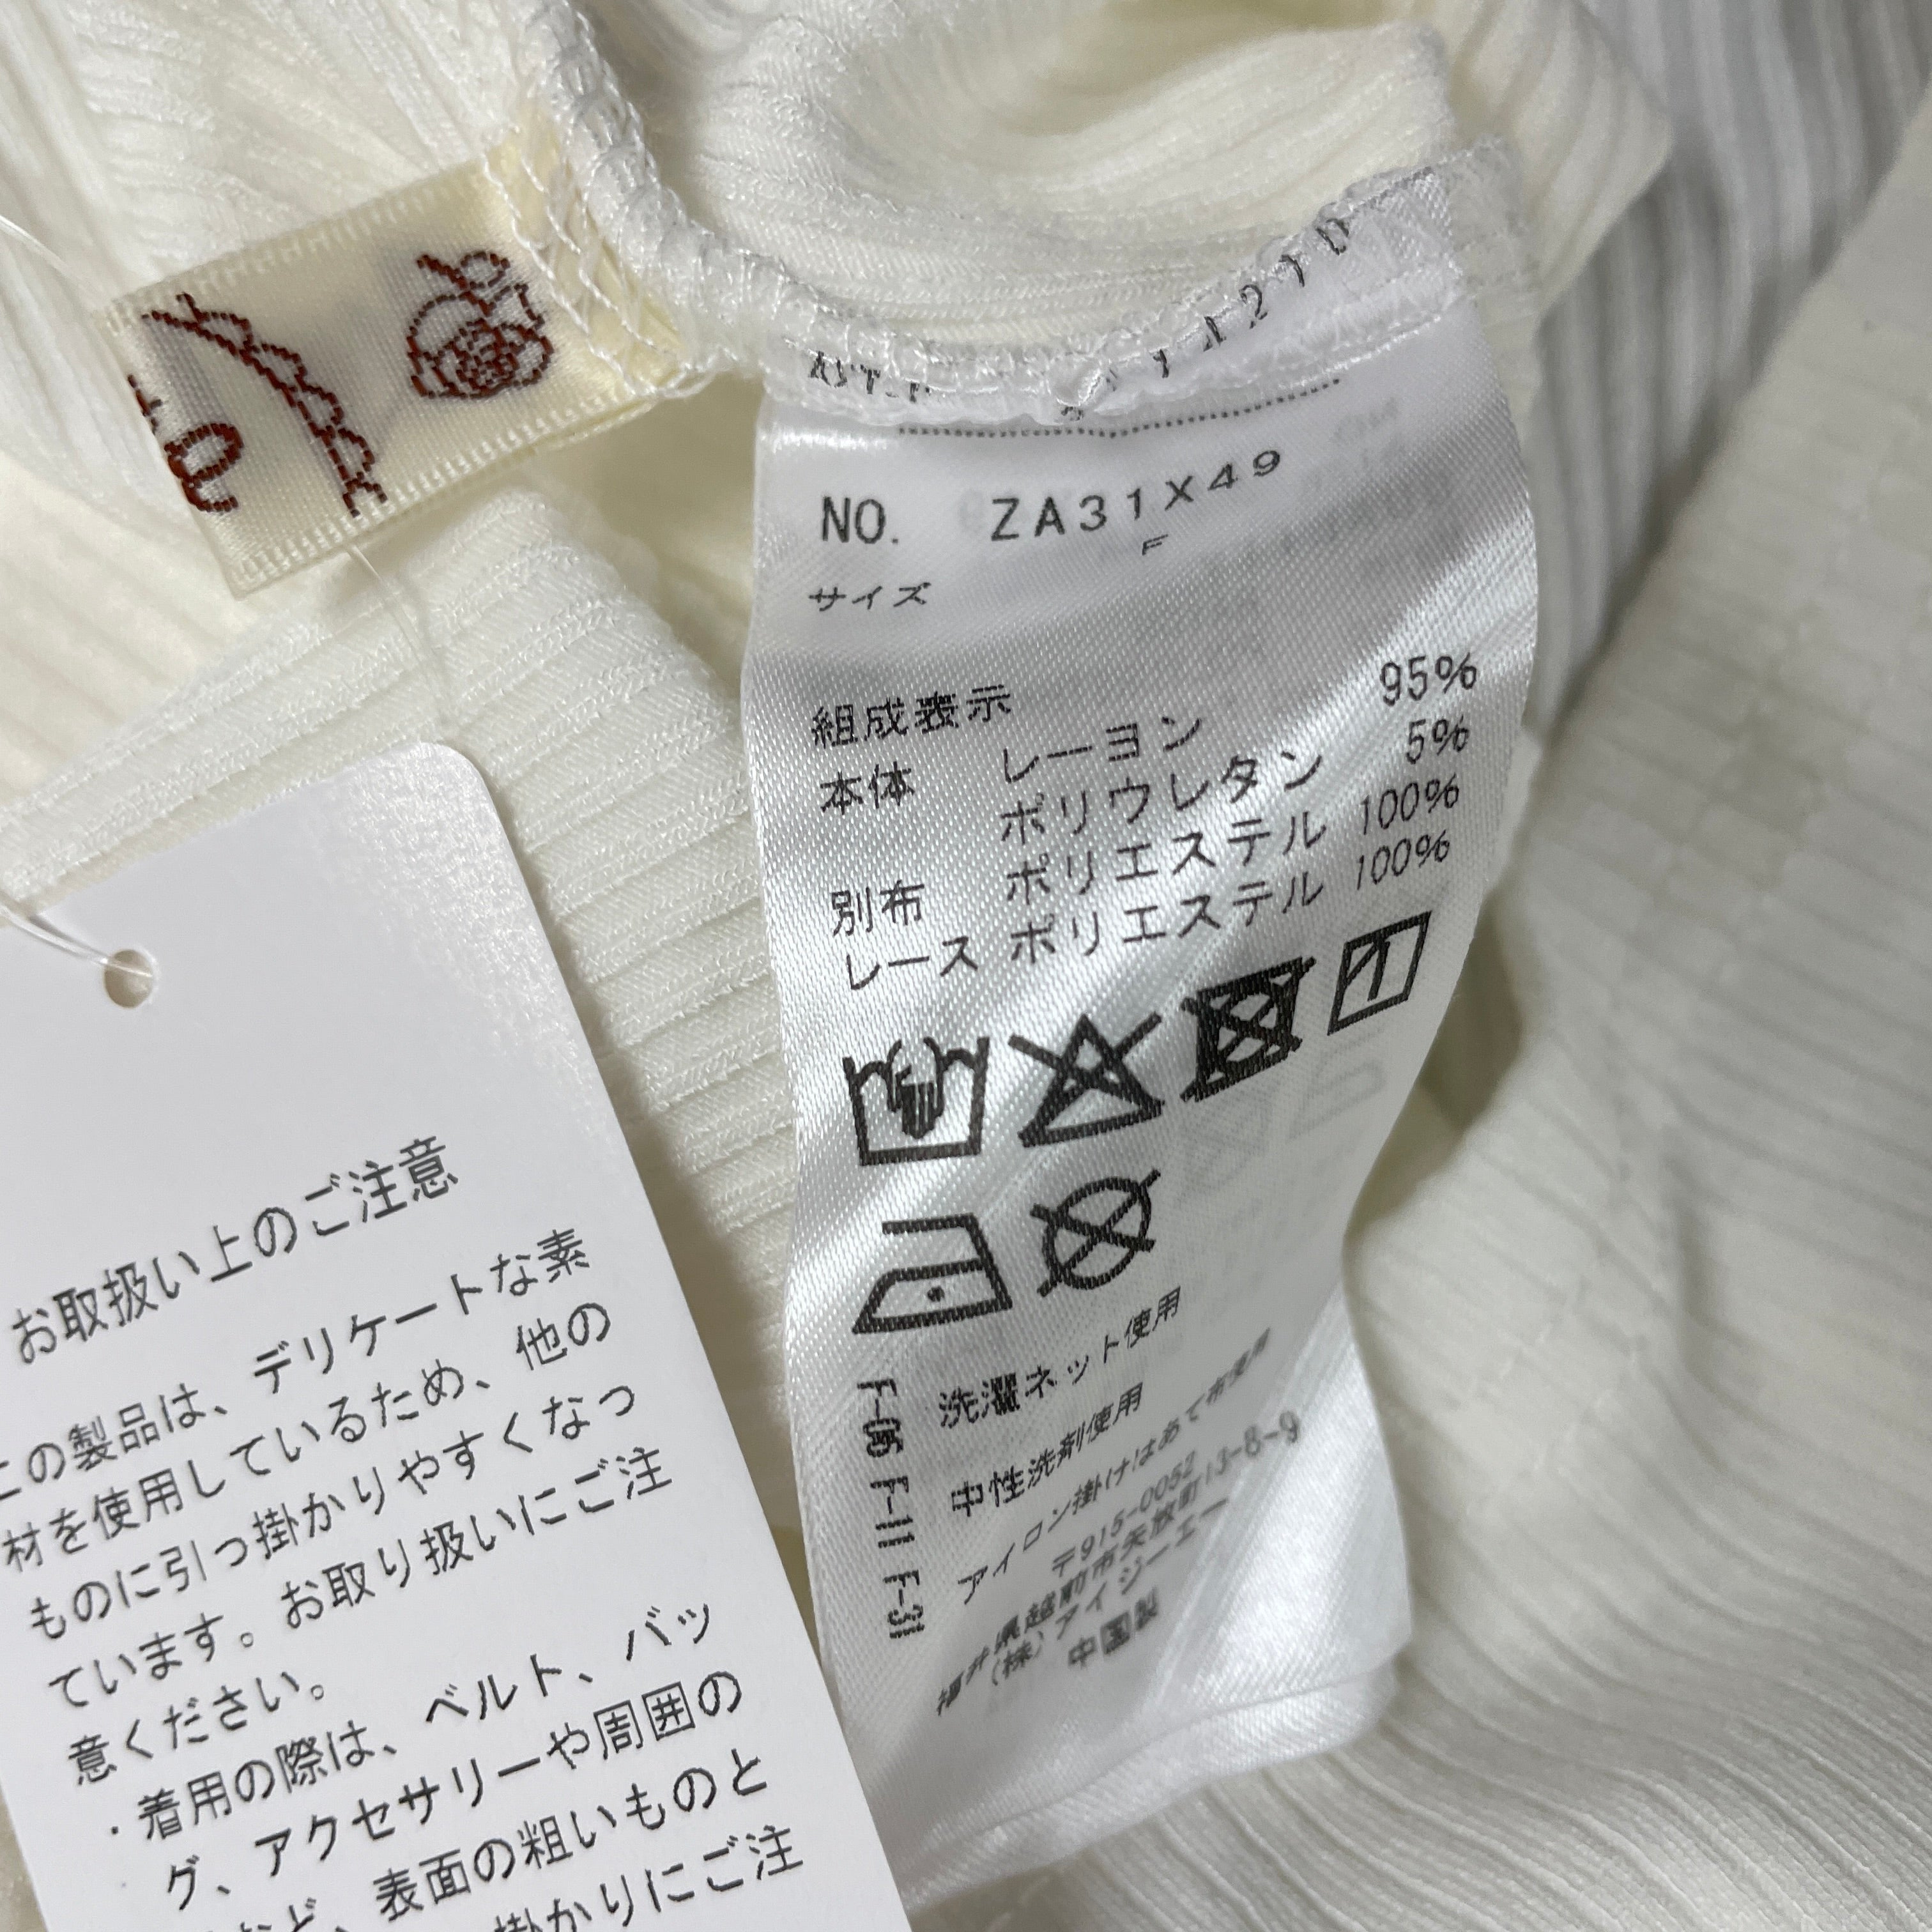 NO. ZA31X49
サイズ F
組成表示
本体 レーヨン 95%
ポリウレタン 5%
別布 ポリエステル 100%
レース ポリエステル 100%
洗濯ネット使用
中性洗剤使用
アイロン掛けはあて布使用
〒915-0052
福井県越前市矢放町13-8-9
(株)アイジーエー
中国製
F-06 F-11 F-31
お取扱い上のご注意
の製品は、デリケートな素
材を使用しているため、他の
ものに引っ掛かりやすくなっ
ています。お取り扱いにご注
意ください。
・着用の際は、ベルト、バッ
グ、アクセサリーや周囲の
など、表面の粗いものと
掛かりにご注